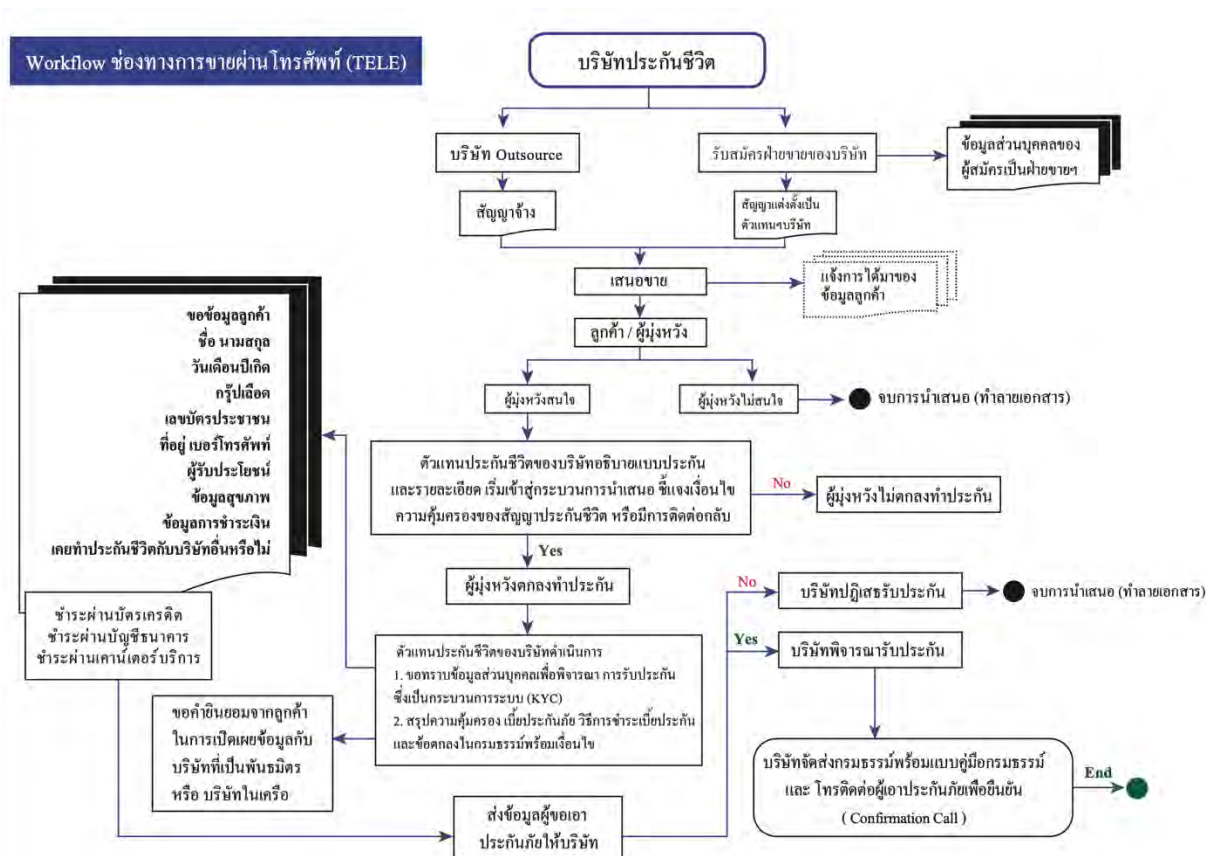 Workflow ช่องทางการขายผ่านโทรศัพท์ (TELE)
บริษัทประกันชีวิต
บริษัท Outsource
รับสมัครฝ่ายขายของบริษัท
ข้อมูลส่วนบุคคลของ
ผู้สมัครเป็นฝ่ายขายฯ
สัญญาจ้าง
สัญญาแต่งตั้งเป็น
ตัวแทนฯบริษัท
เสนอขาย
แจ้งการได้มาของ
ข้อมูลลูกค้า
ลูกค้า / ผู้มุ่งหวัง
ผู้มุ่งหวังสนใจ
ผู้มุ่งหวังไม่สนใจ
จบการนำเสนอ (ทำลายเอกสาร)
ขอข้อมูลลูกค้า
ชื่อ นามสกุล
วันเดือนปีเกิด
กรุ๊ปเลือด
เลขบัตรประชาชน
ที่อยู่ เบอร์โทรศัพท์
ผู้รับประโยชน์
ข้อมูลสุขภาพ
ข้อมูลการชำระเงิน
เคยทำประกันชีวิตกับบริษัทอื่นหรือไม่
ตัวแทนประกันชีวิตของบริษัทอธิบายแบบประกัน
และรายละเอียด เริ่มเข้าสู่กระบวนการนำเสนอ ชี้แจงเงื่อนไข
ความคุ้มครองของสัญญาประกันชีวิต หรือมีการติดต่อกลับ
No
ผู้มุ่งหวังไม่ตกลงทำประกัน
Yes
ผู้มุ่งหวังตกลงทำประกัน
No
บริษัทปฏิเสธรับประกัน
จบการนำเสนอ (ทำลายเอกสาร)
Yes
บริษัทพิจารณารับประกัน
ชำระผ่านบัตรเครดิต
ชำระผ่านบัญชีธนาคาร
ชำระผ่านเคาน์เตอร์บริการ
ตัวแทนประกันชีวิตของบริษัทดำเนินการ
1. ขอทราบข้อมูลส่วนบุคคลเพื่อพิจารณา การรับประกัน
ซึ่งเป็นกระบวนการระบบ (KYC)
2. สรุปความคุ้มครอง เบี้ยประกันภัย วิธีการชำระเบี้ยประกัน
และข้อตกลงในกรมธรรม์พร้อมเงื่อนไข
ขอคำยินยอมจากลูกค้า
ในการเปิดเผยข้อมูลกับ
บริษัทที่เป็นพันธมิตร
หรือ บริษัทในเครือ
บริษัทจัดส่งกรมธรรม์พร้อมแบบคู่มือกรมธรรม์
และ โทรติดต่อผู้เอาประกันภัยเพื่อยืนยัน
( Confirmation Call )
End
ส่งข้อมูลผู้ขอเอา
ประกันภัยให้บริษัท